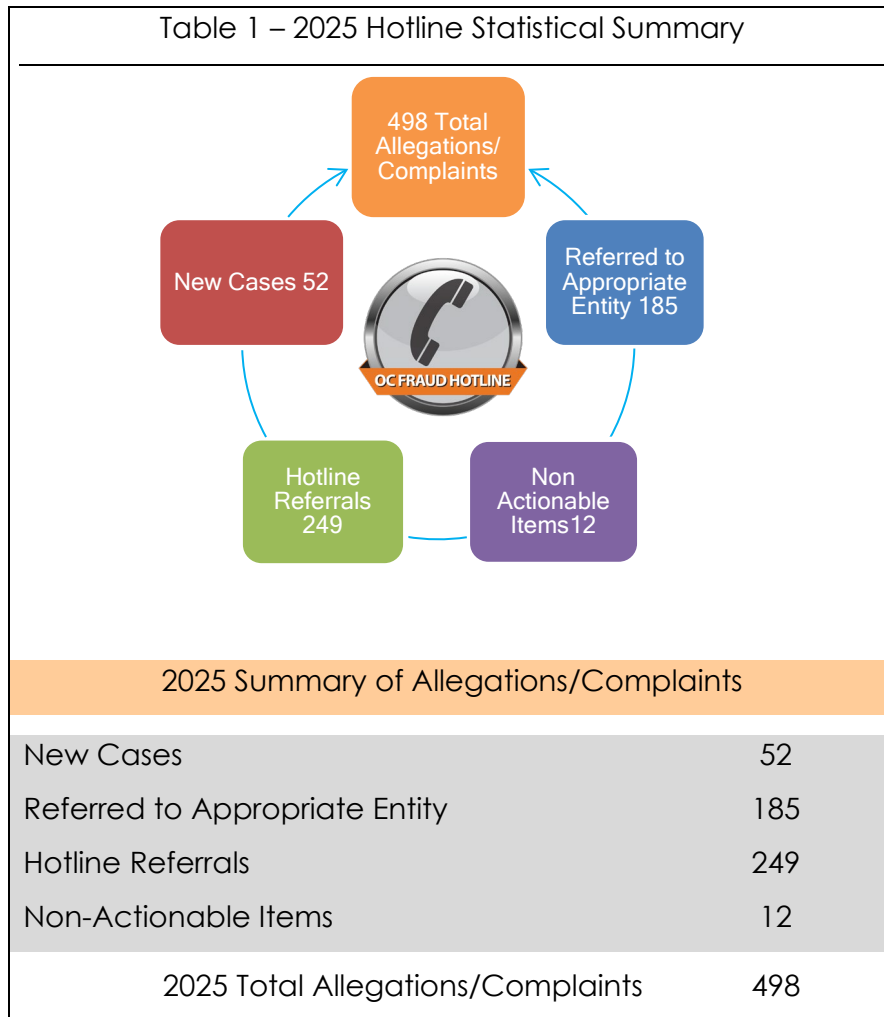 Table 1 – 2025 Hotline Statistical Summary
498 Total
Allegations/
Complaints
New Cases 52
Referred to
Appropriate
Entity 185
OC FRAUD HOTLINE
Hotline
Referrals
249
Non
Actionable
Items12
2025 Summary of Allegations/Complaints
New Cases 52
Referred to Appropriate Entity 185
Hotline Referrals 249
Non-Actionable Items 12
2025 Total Allegations/Complaints 498